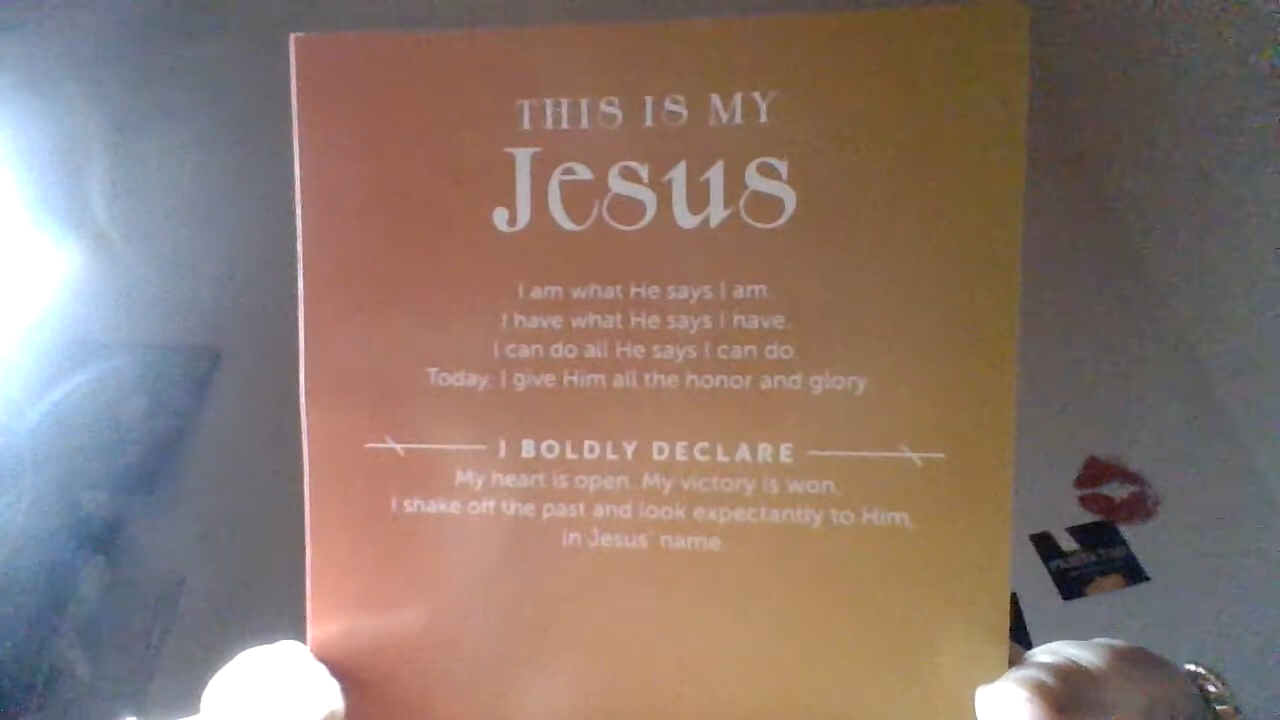 THIS IS MY
Jesus
I am what He says I am.
I have what He says I have.
I can do all He says I can do.
Today, I give Him all the honor and glory.
I BOLDLY DECLARE
My heart is open. My victory is won.
I shake off the past and look expectantly to Him,
in Jesus' name.